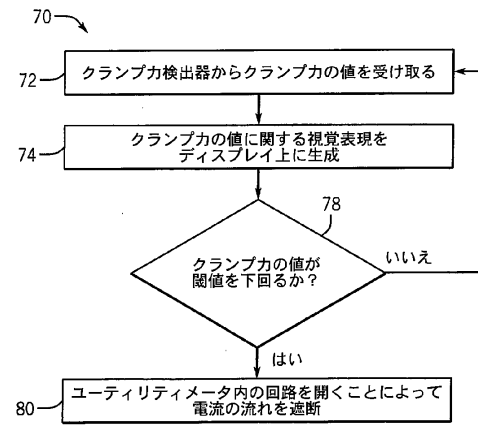 70
72
クランプ力検出器からクランプ力の値を受け取る
74
クランプ力の値に関する視覚表現を
ディスプレイ上に生成
78
クランプ力の値が
閾値を下回るか？
いいえ
はい
80
ユーティリティメータ内の回路を開くことによって
電流の流れを遮断